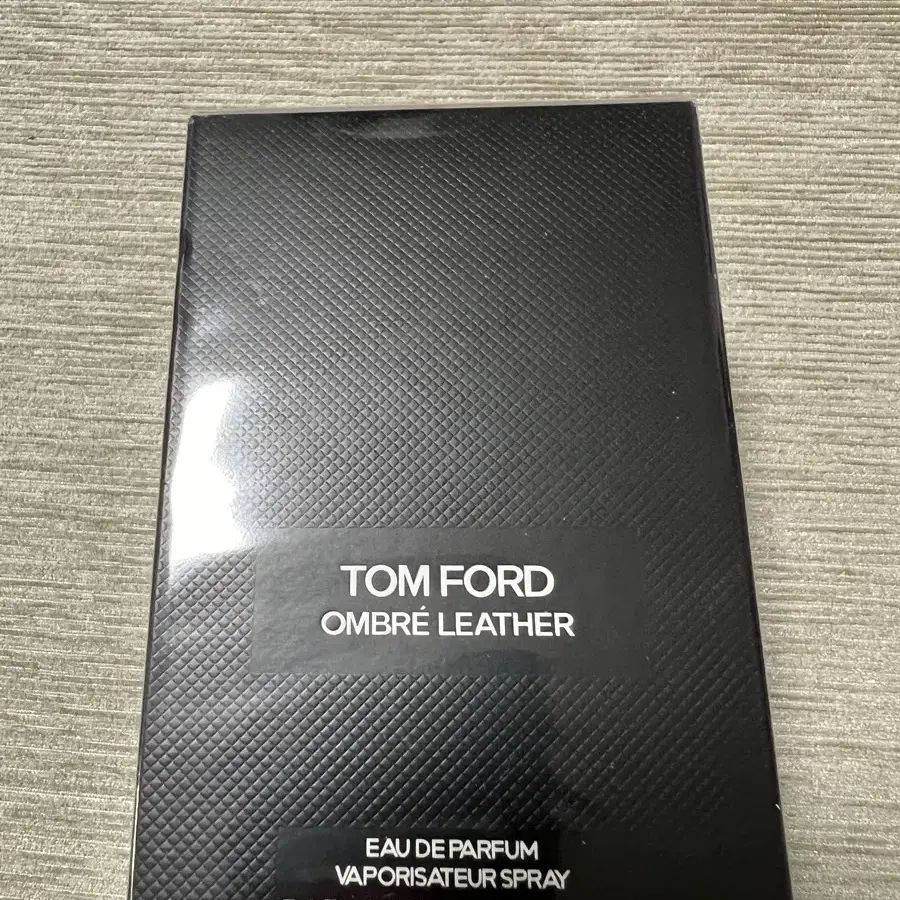 TOM FORD
OMBRÉ LEATHER
EAU DE PARFUM
VAPORISATEUR SPRAY